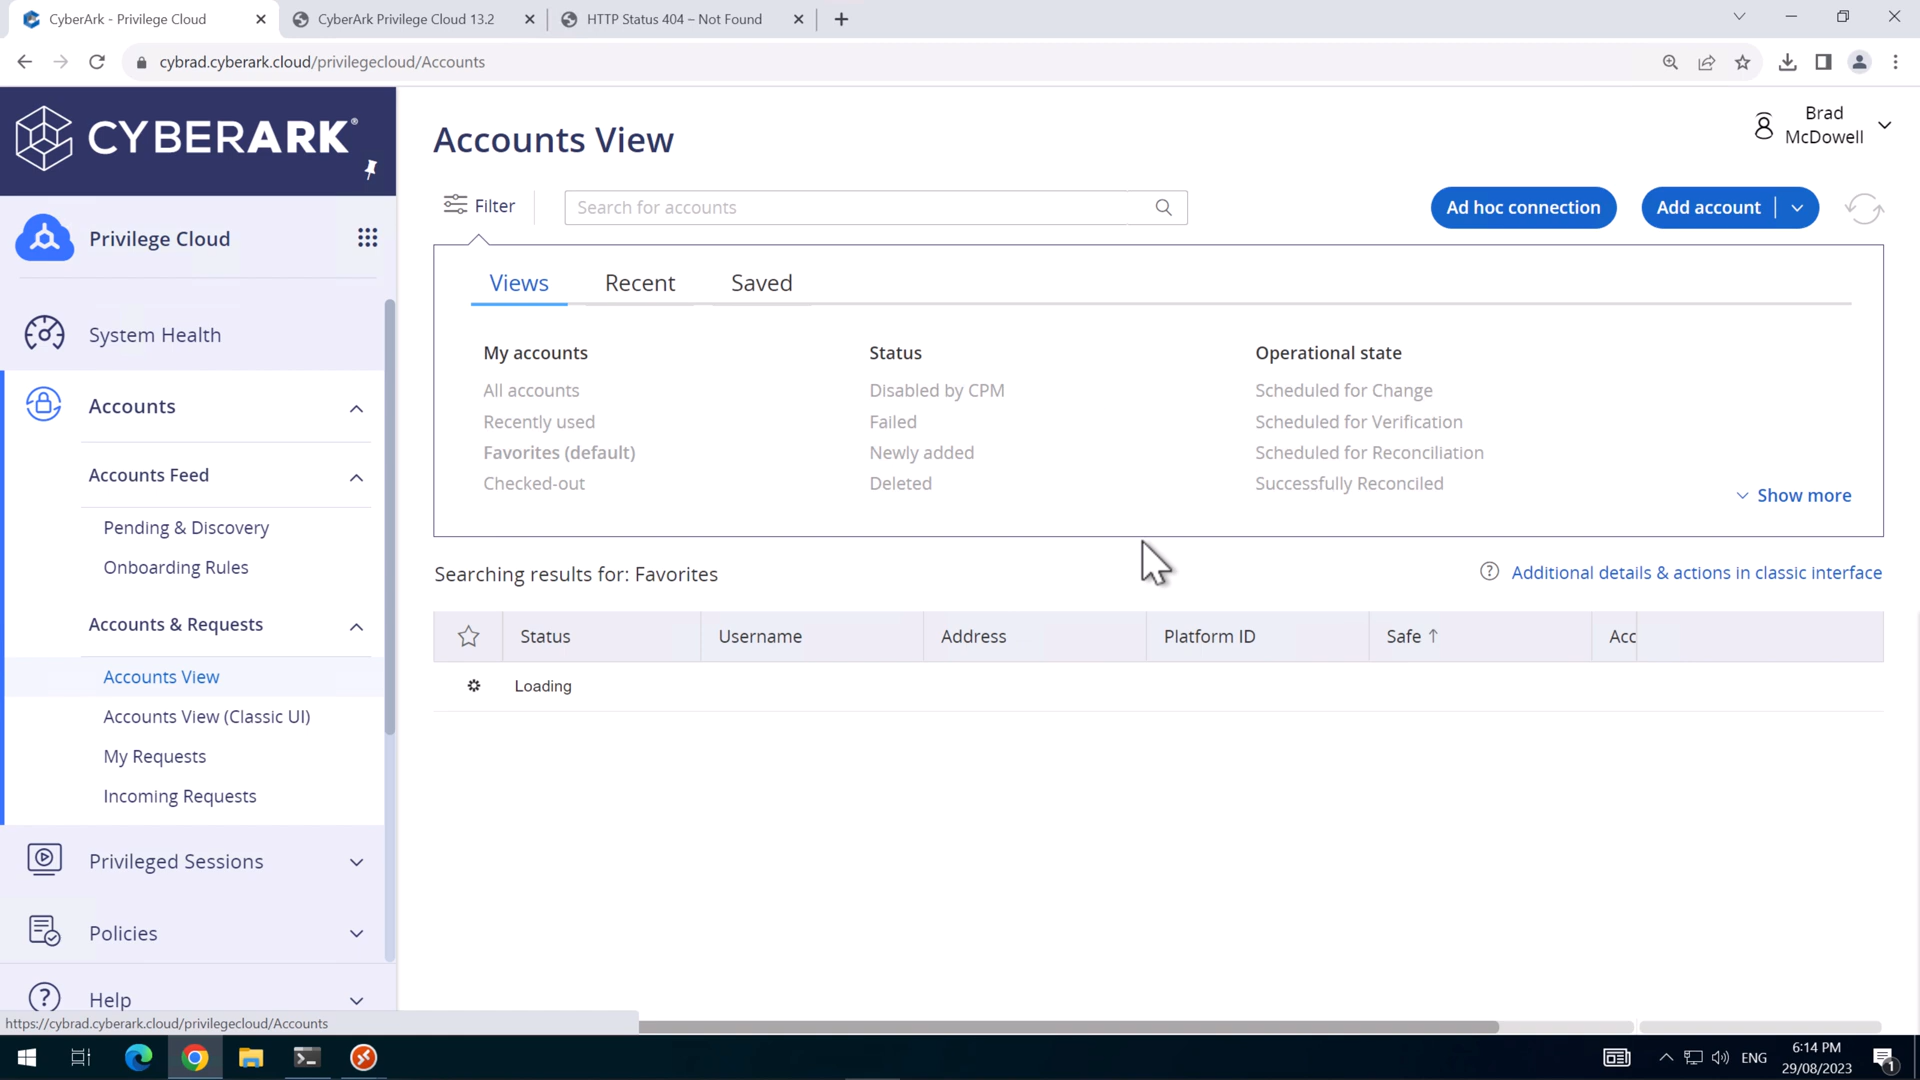 CyberArk - Privilege Cloud
CyberArk Privilege Cloud 13.2
HTTP Status 404 – Not Found
cybrad.cyberark.cloud/privilegecloud/Accounts
CYBERARK®
Privilege Cloud
System Health
Accounts
Accounts Feed
Pending & Discovery
Onboarding Rules
Accounts & Requests
Accounts View
Accounts View (Classic UI)
My Requests
Incoming Requests
Privileged Sessions
Policies
Help
https://cybrad.cyberark.cloud/privilegecloud/Accounts
Accounts View
Brad
McDowell
Filter
Search for accounts
Ad hoc connection
Add account
Views
Recent
Saved
My accounts
All accounts
Recently used
Favorites (default)
Checked-out
Status
Disabled by CPM
Failed
Newly added
Deleted
Operational state
Scheduled for Change
Scheduled for Verification
Scheduled for Reconciliation
Successfully Reconciled
Show more
Searching results for: Favorites
Additional details & actions in classic interface
Status
Username
Address
Platform ID
Safe ↑
Acc
Loading
ENG
6:14 PM
29/08/2023
1